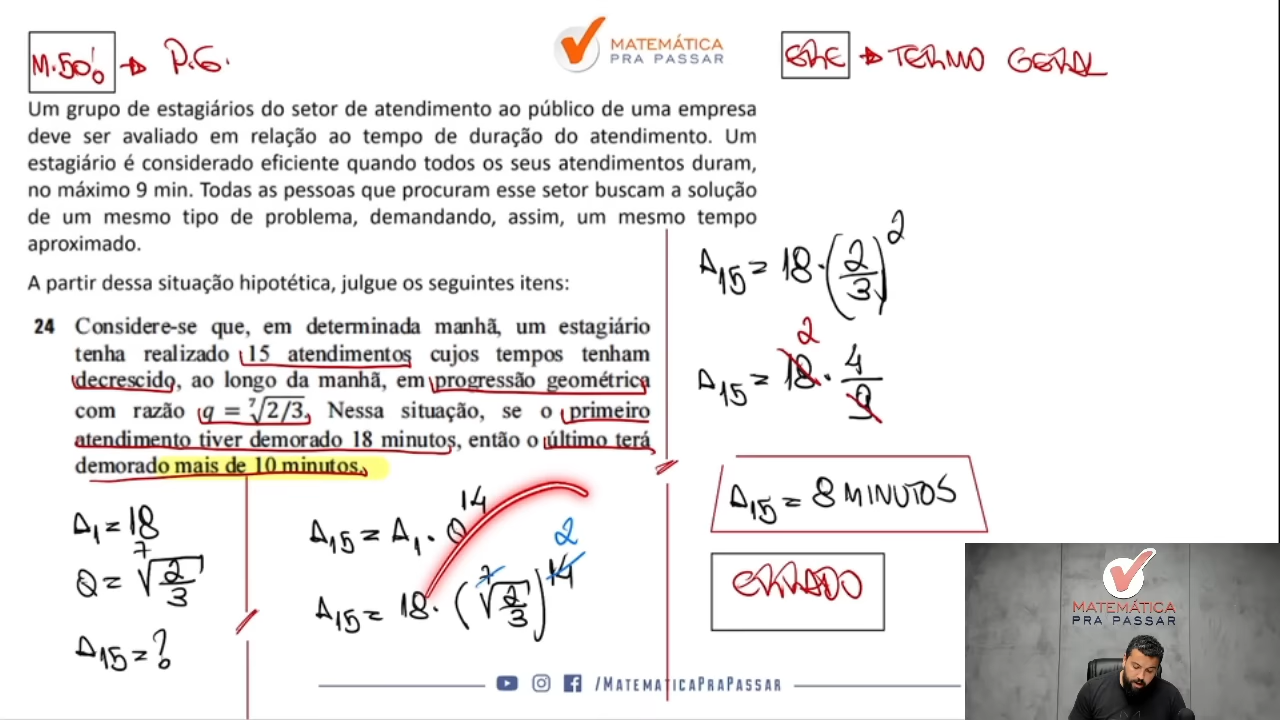 M.50% → P.G.
MATEMÁTICA
PRA PASSAR
→ TERMO GERAL
Um grupo de estagiários do setor de atendimento ao público de uma empresa
deve ser avaliado em relação ao tempo de duração do atendimento. Um
estagiário é considerado eficiente quando todos os seus atendimentos duram,
no máximo 9 min. Todas as pessoas que procuram esse setor buscam a solução
de um mesmo tipo de problema, demandando, assim, um mesmo tempo
aproximado.
A partir dessa situação hipotética, julgue os seguintes itens:
24 Considere-se que, em determinada manhã, um estagiário
tenha realizado 15 atendimentos cujos tempos tenham
decrescido, ao longo da manhã, em progressão geométrica
com razão q = ⁷√2/3. Nessa situação, se o primeiro
atendimento tiver demorado 18 minutos, então o último terá
demorado mais de 10 minutos.
A₁ = 18
Q = ⁷√(2/3)
A₁₅ = ?
A₁₅ = A₁ · Q¹⁴
A₁₅ = 18 · (⁷√(2/3))¹⁴ 2
A₁₅ = 18 · (2/3)²
2
A₁₅ = 18 · 4/9
A₁₅ = 8 MINUTOS
ERRADO
MATEMÁTICA
PRA PASSAR
/MATEMATICAPRAPASSAR